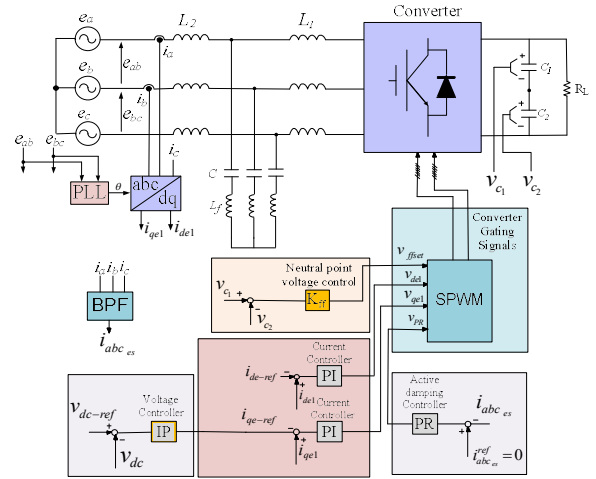 Converter
e_a
L_2
L_1
i_a
e_ab
e_b
i_b
e_bc
e_c
C_1
C_2
R_L
e_ab e_bc
i_c
C
L_f
V_c1 V_c2
PLL
θ
abc
dq
i_qe1 i_de1
Converter
Gating
Signals
Neutral point
voltage control
v_ffset
v_de1
v_qe1
v_PR
SPWM
v_c1
+
-
K_ff
v_c2
i_a i_b i_c
BPF
i_abc es
Current
Controller
i_de-ref
-
+
PI
i_de1
Current
Controller
i_qe-ref
-
+
PI
i_qe1
Voltage
Controller
v_dc-ref
+
-
IP
v_dc
Active
damping
Controller
PR
i_abc es
-
+
i^ref_abc es = 0